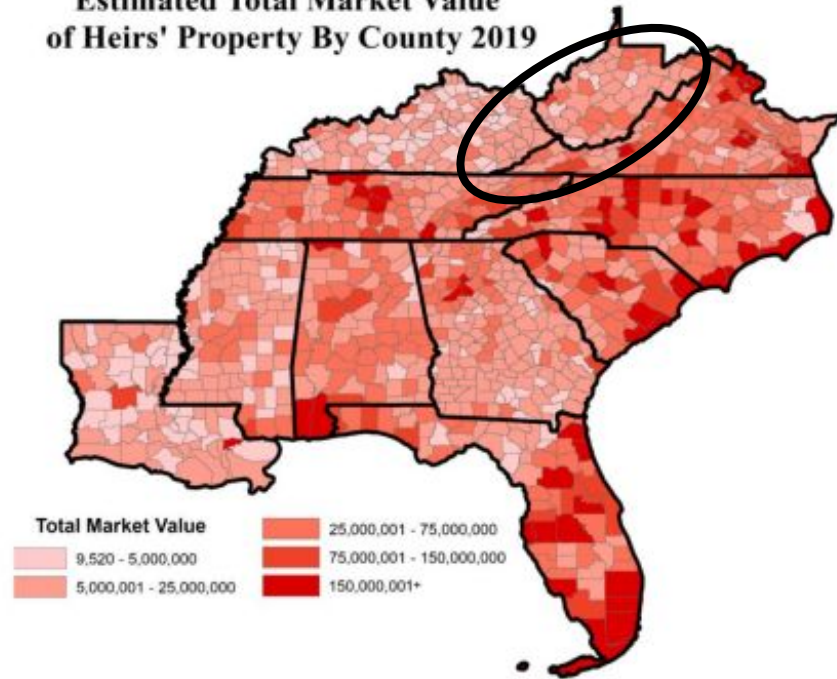 Estimated Total Market Value
of Heirs' Property By County 2019
Total Market Value
9,520 - 5,000,000
5,000,001 - 25,000,000
25,000,001 - 75,000,000
75,000,001 - 150,000,000
150,000,001+